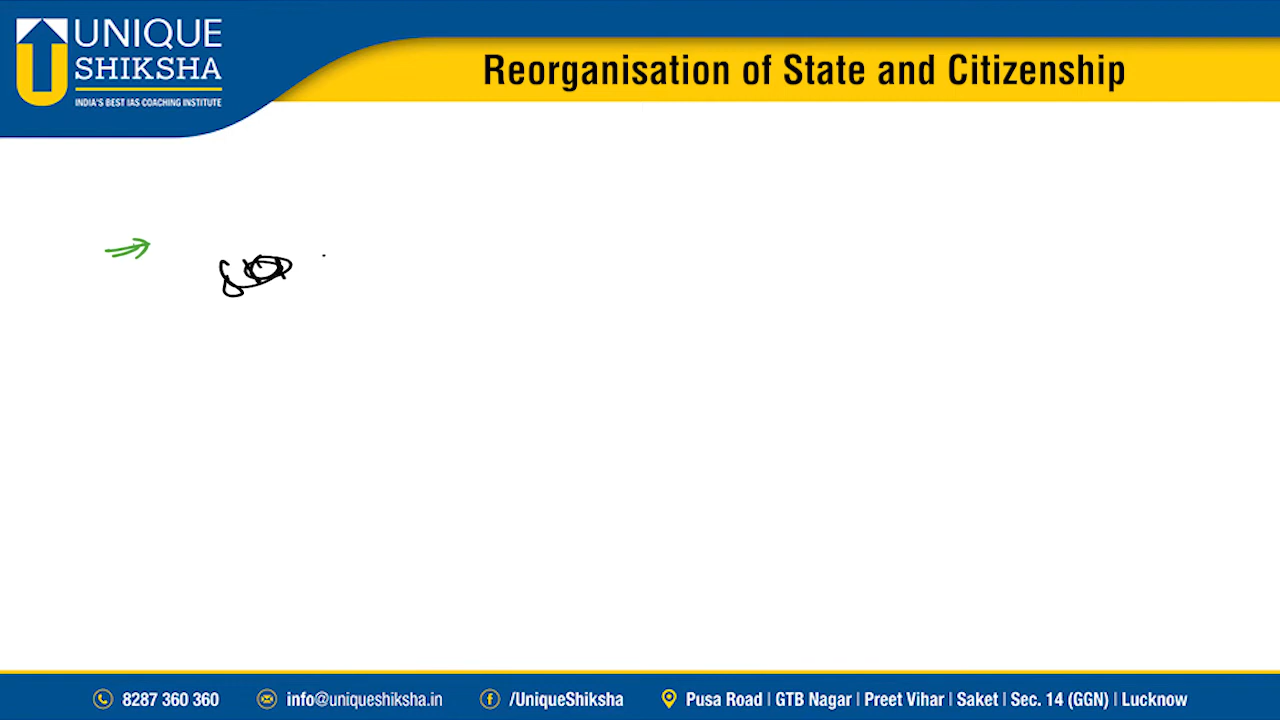 UNIQUE
SHIKSHA
INDIA'S BEST IAS COACHING INSTITUTE
Reorganisation of State and Citizenship
8287 360 360
info@uniqueshiksha.in
/UniqueShiksha
Pusa Road | GTB Nagar | Preet Vihar | Saket | Sec. 14 (GGN) | Lucknow